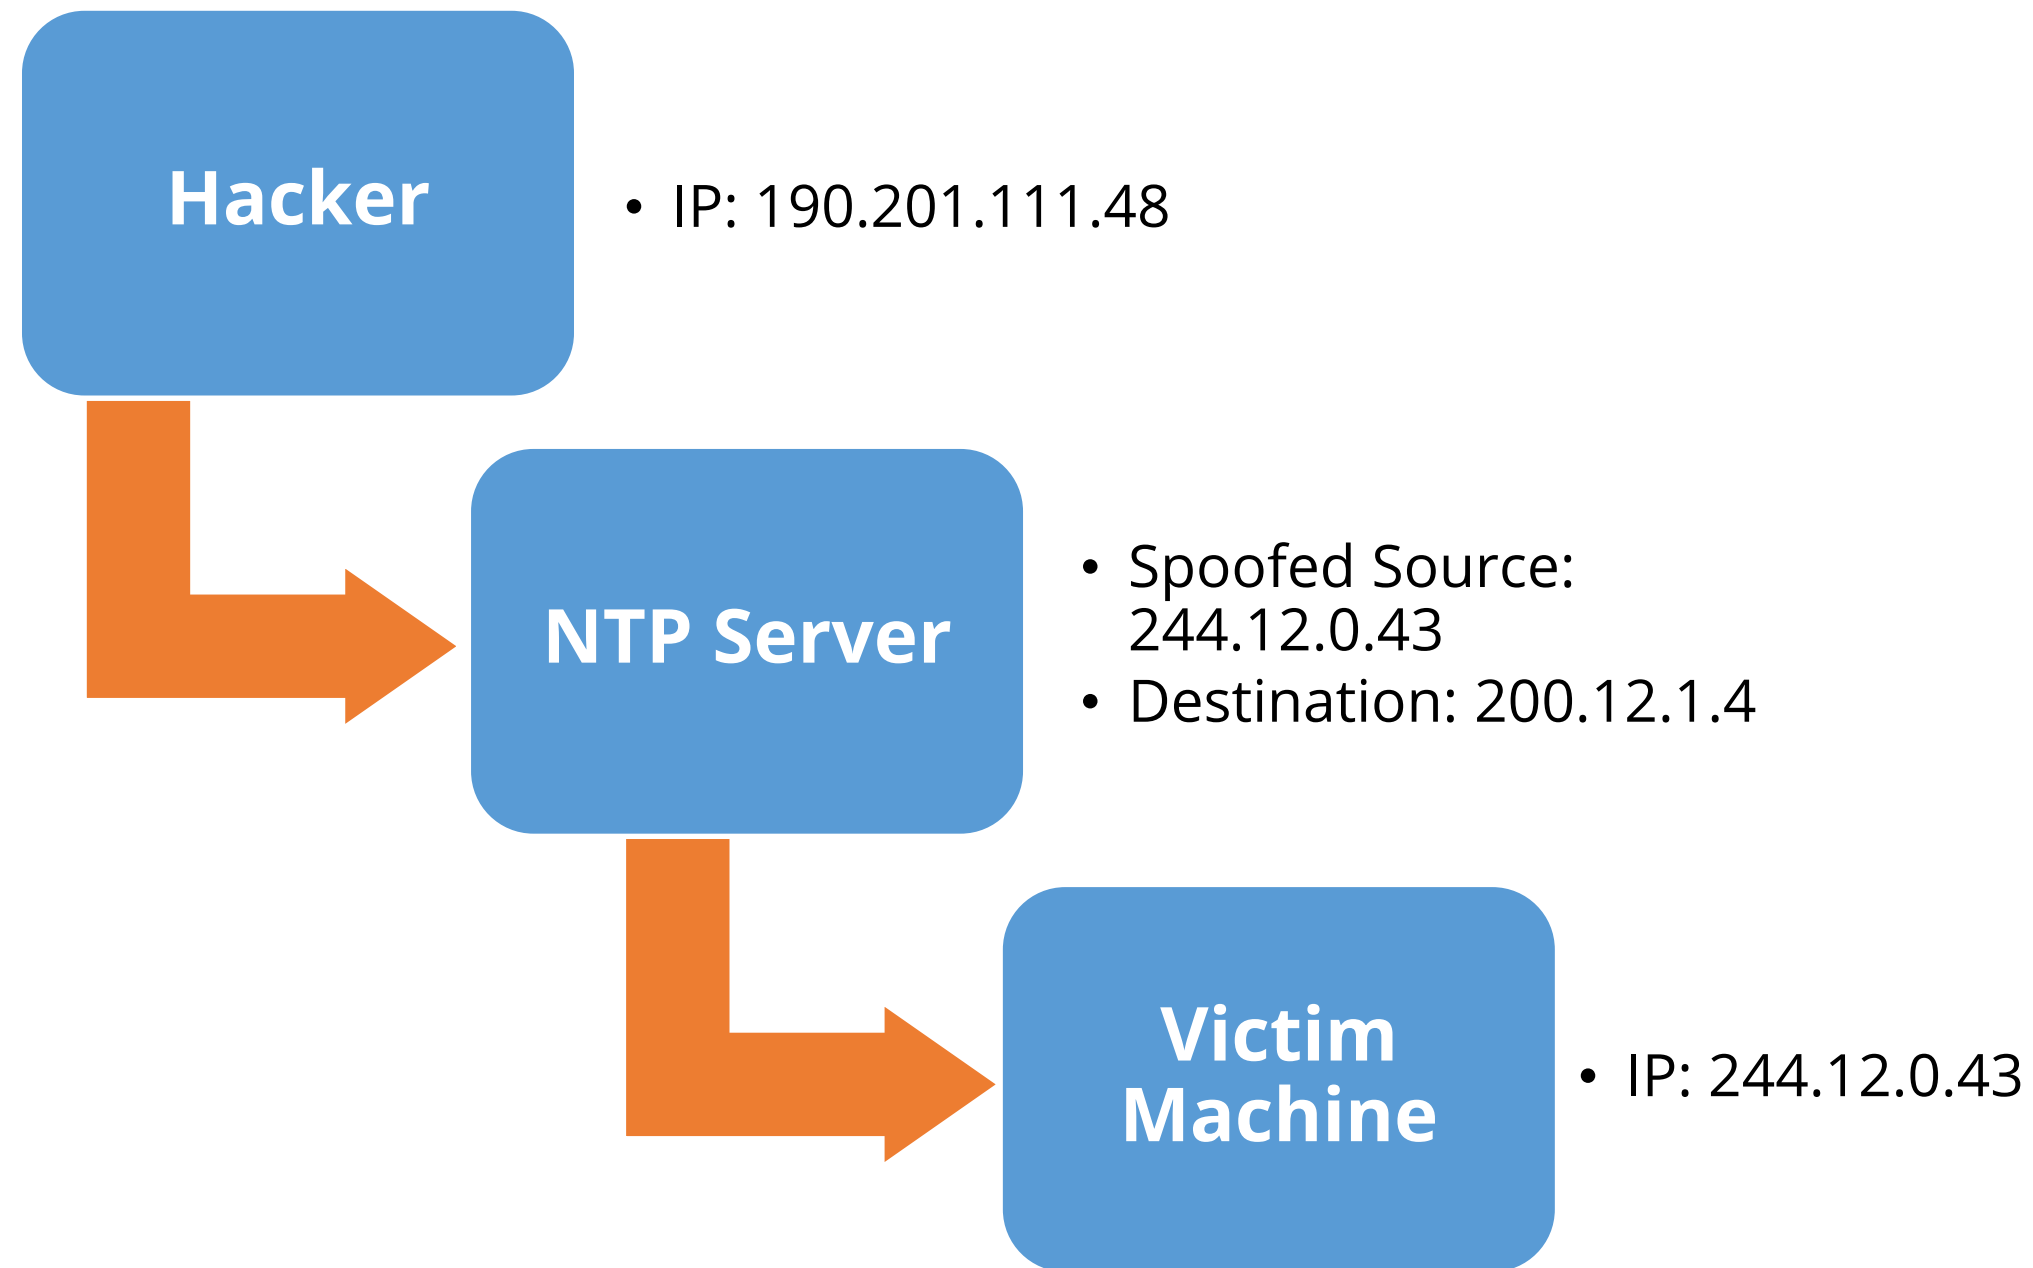 Hacker
• IP: 190.201.111.48
NTP Server
• Spoofed Source:
244.12.0.43
• Destination: 200.12.1.4
Victim
Machine
• IP: 244.12.0.43